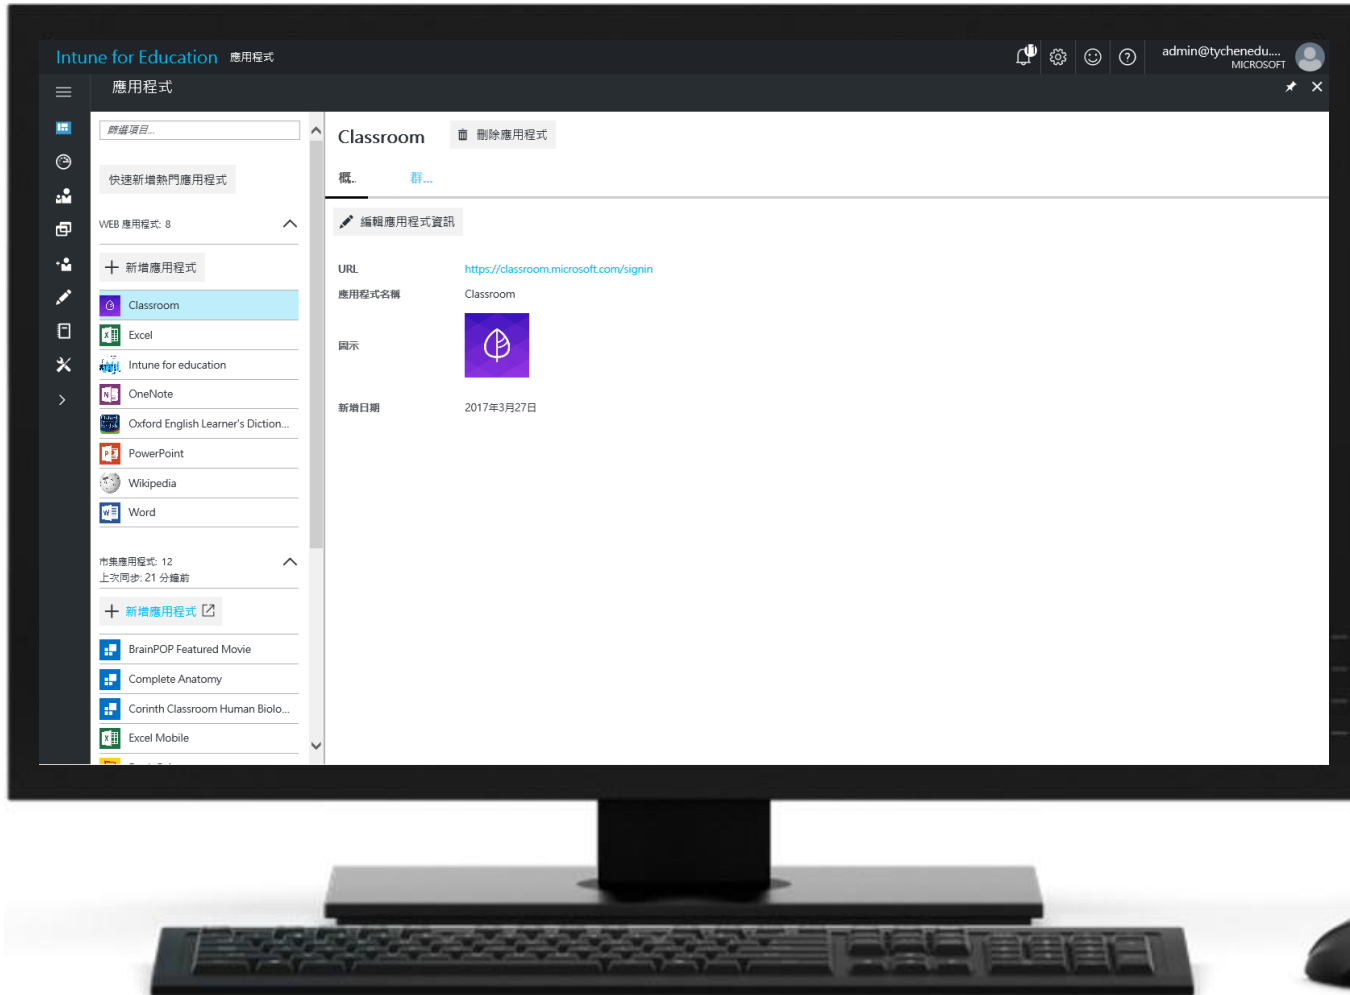 Intune for Education 應用程式
admin@tychenedu....
MICROSOFT
應用程式
篩選項目...
快速新增熱門應用程式
WEB 應用程式: 8
新增應用程式
Classroom
Excel
Intune for education
OneNote
Oxford English Learner's Diction...
PowerPoint
Wikipedia
Word
市集應用程式: 12
上次同步: 21 分鐘前
新增應用程式
BrainPOP Featured Movie
Complete Anatomy
Corinth Classroom Human Biolo...
Excel Mobile
Classroom 刪除應用程式
概... 群...
編輯應用程式資訊
URL https://classroom.microsoft.com/signin
應用程式名稱 Classroom
圖示
新增日期 2017年3月27日